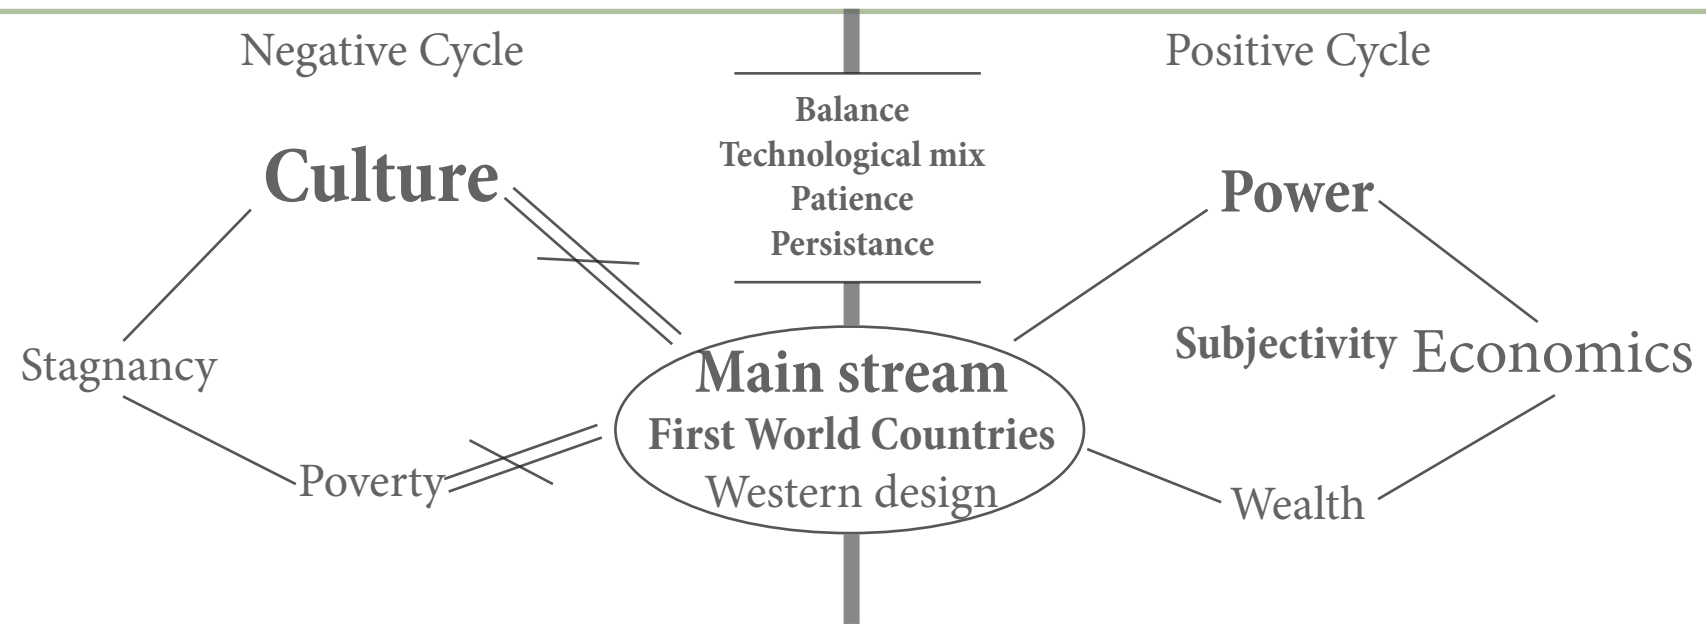 Negative Cycle
Positive Cycle
Balance
Technological mix
Patience
Persistance
Culture
Power
Stagnancy
Subjectivity
Economics
Poverty
Wealth
Main stream
First World Countries
Western design